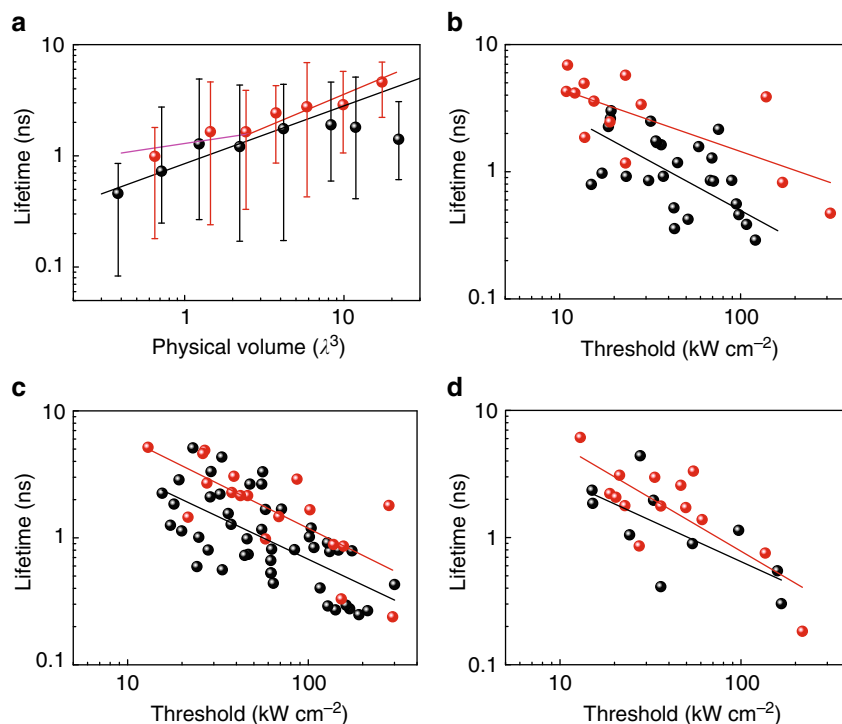 a
10
1
0.1
Lifetime (ns)
1
10
Physical volume (λ³)
b
10
1
0.1
Lifetime (ns)
10
100
Threshold (kW cm⁻²)
c
10
1
0.1
Lifetime (ns)
10
100
Threshold (kW cm⁻²)
d
10
1
0.1
Lifetime (ns)
10
100
Threshold (kW cm⁻²)